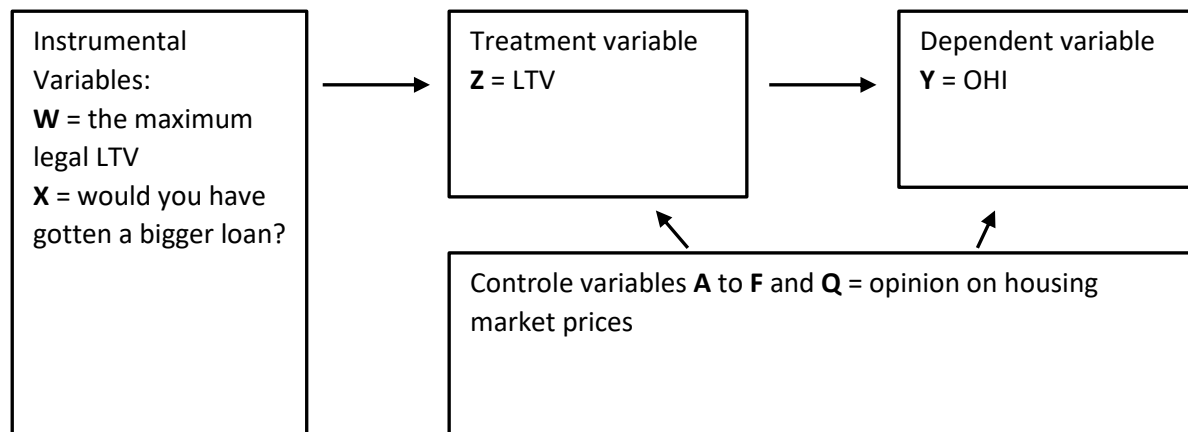 Instrumental
Variables:
W = the maximum
legal LTV
X = would you have
gotten a bigger loan?
Treatment variable
Z = LTV
Dependent variable
Y = OHI
Controle variables A to F and Q = opinion on housing
market prices